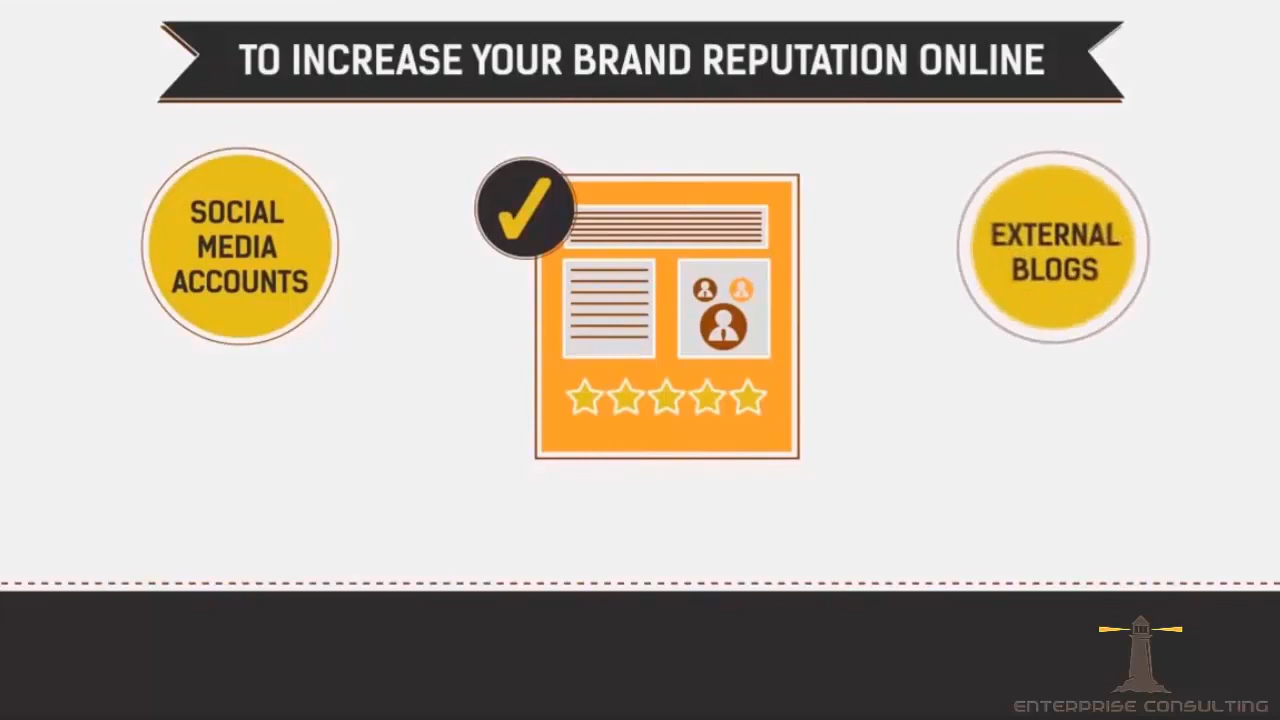 TO INCREASE YOUR BRAND REPUTATION ONLINE
SOCIAL
MEDIA
ACCOUNTS
EXTERNAL
BLOGS
ENTERPRISE CONSULTING